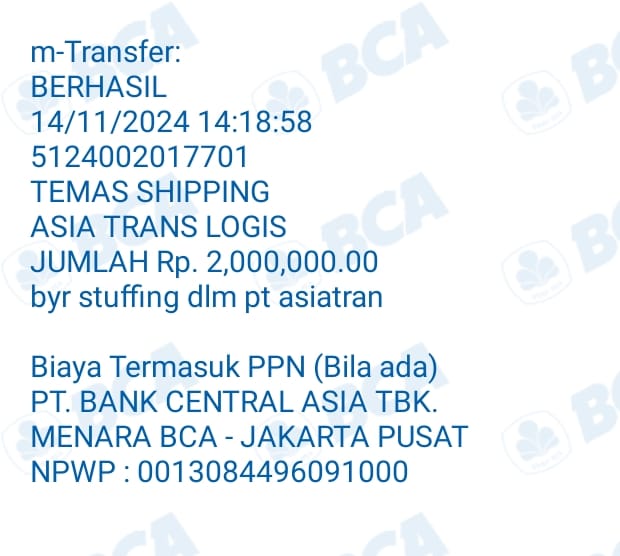 m-Transfer:
BERHASIL
14/11/2024 14:18:58
5124002017701
TEMAS SHIPPING
ASIA TRANS LOGIS
JUMLAH Rp. 2,000,000.00
byr stuffing dlm pt asiatran
Biaya Termasuk PPN (Bila ada)
PT. BANK CENTRAL ASIA TBK.
MENARA BCA - JAKARTA PUSAT
NPWP : 0013084496091000
BCA